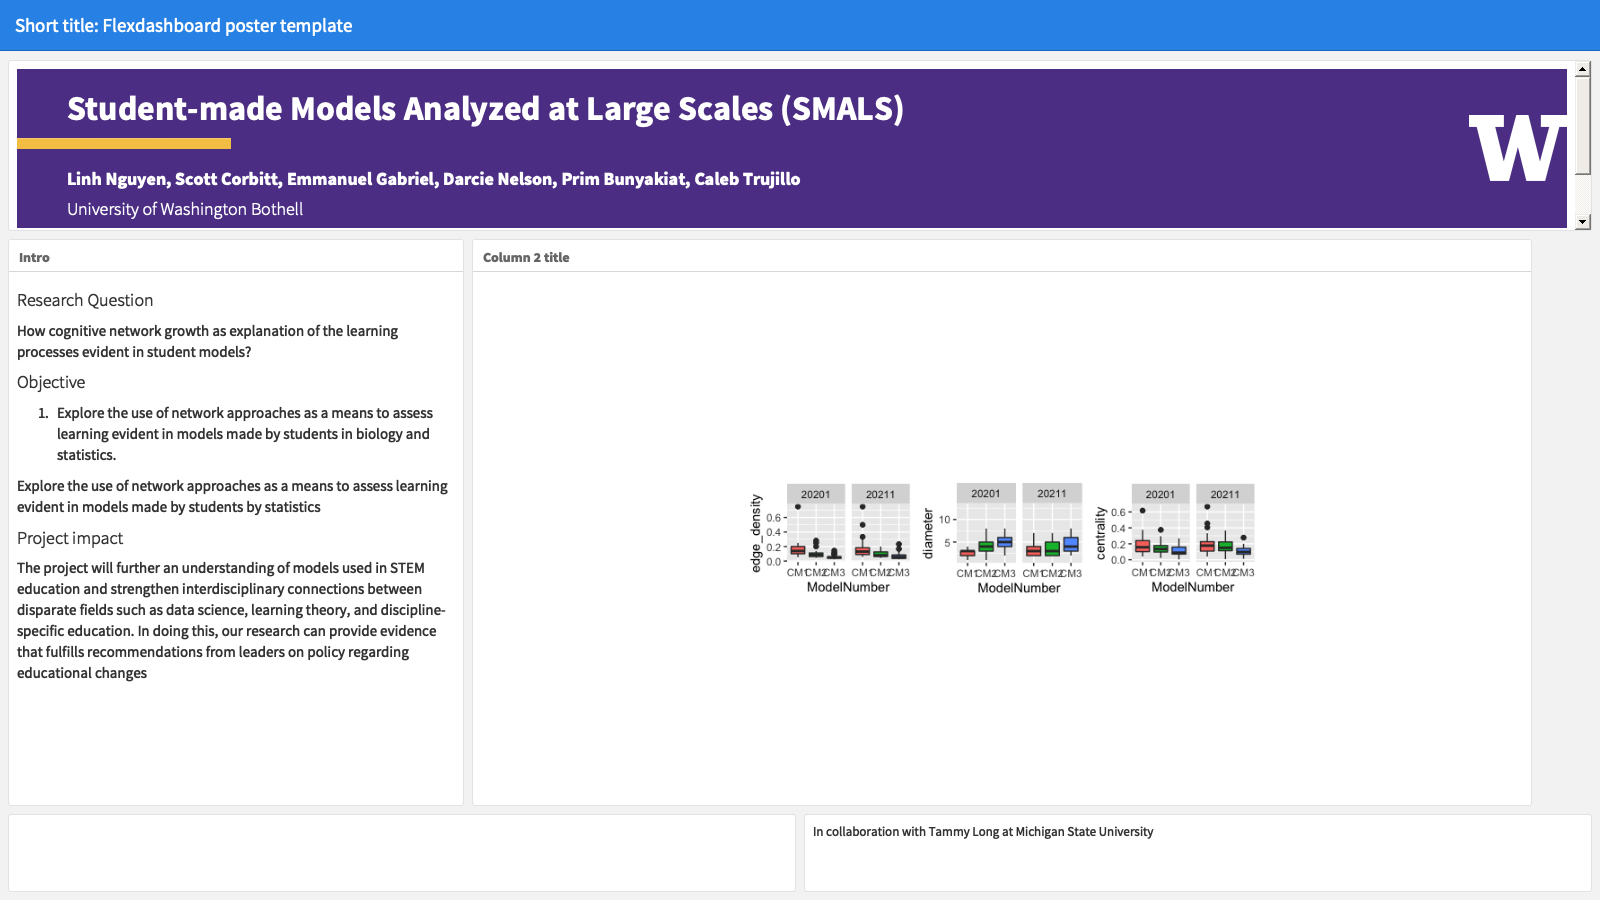 Short title: Flexdashboard poster template
Student-made Models Analyzed at Large Scales (SMALS)
W
Linh Nguyen, Scott Corbitt, Emmanuel Gabriel, Darcie Nelson, Prim Bunyakiat, Caleb Trujillo
University of Washington Bothell
Intro
Research Question
How cognitive network growth as explanation of the learning
processes evident in student models?
Objective
1. Explore the use of network approaches as a means to assess
learning evident in models made by students in biology and
statistics.
Explore the use of network approaches as a means to assess learning
evident in models made by students by statistics
Project impact
The project will further an understanding of models used in STEM
education and strengthen interdisciplinary connections between
disparate fields such as data science, learning theory, and discipline-
specific education. In doing this, our research can provide evidence
that fulfills recommendations from leaders on policy regarding
educational changes
Column 2 title
edge_density
0.6
0.4
0.2
0.0
20201 20211
CM1 CM2 CM3 CM1 CM2 CM3
ModelNumber
diameter
10
5
20201 20211
CM1 CM2 CM3 CM1 CM2 CM3
ModelNumber
centrality
0.6
0.4
0.2
0.0
20201 20211
CM1 CM2 CM3 CM1 CM2 CM3
ModelNumber
In collaboration with Tammy Long at Michigan State University